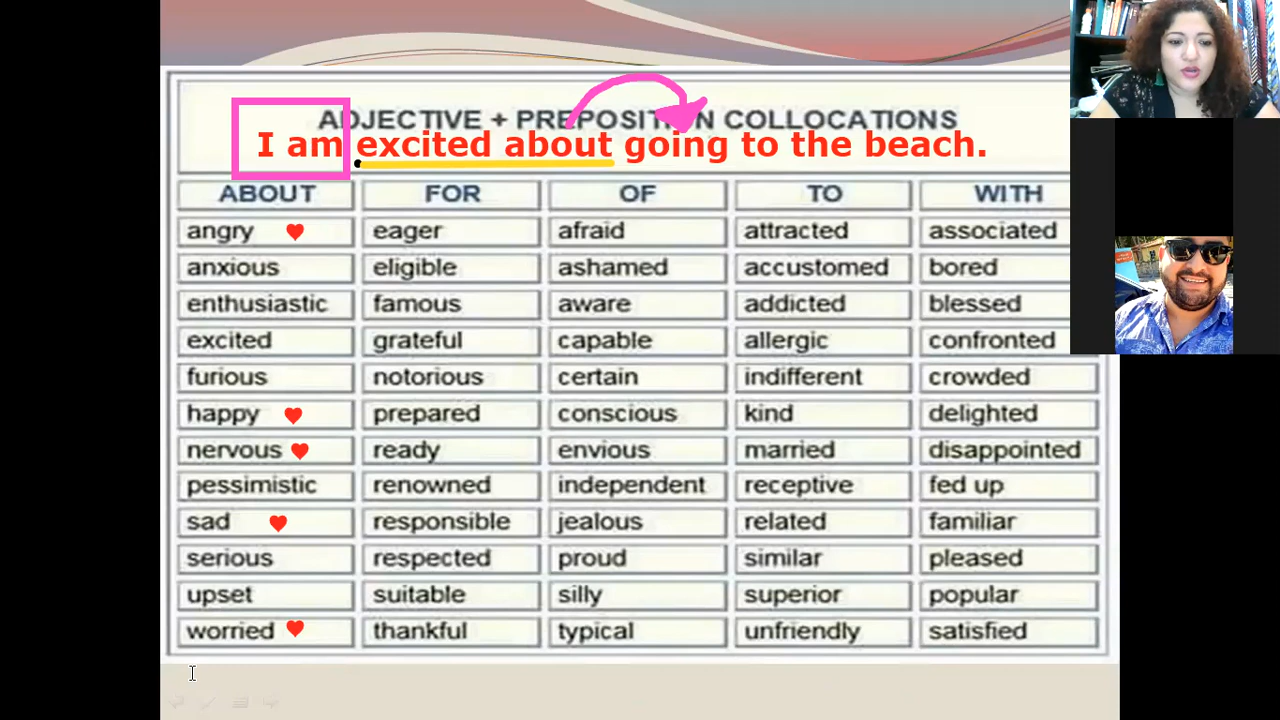 ADJECTIVE + PREPOSITION COLLOCATIONS
I am excited about going to the beach.
ABOUT FOR OF TO WITH
angry eager afraid attracted associated
anxious eligible ashamed accustomed bored
enthusiastic famous aware addicted blessed
excited grateful capable allergic confronted
furious notorious certain indifferent crowded
happy prepared conscious kind delighted
nervous ready envious married disappointed
pessimistic renowned independent receptive fed up
sad responsible jealous related familiar
serious respected proud similar pleased
upset suitable silly superior popular
worried thankful typical unfriendly satisfied